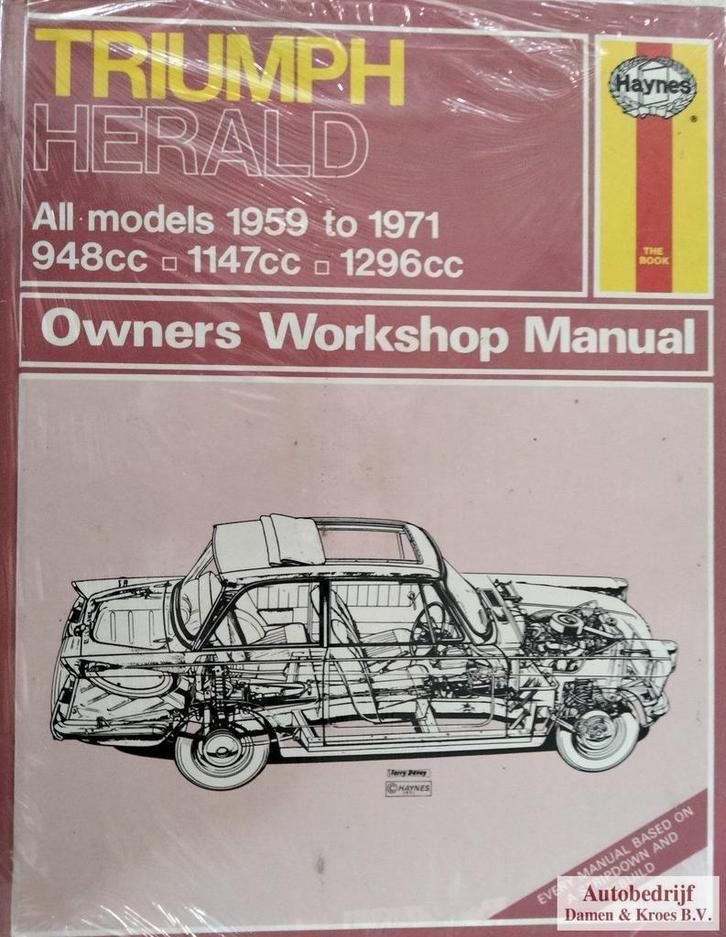 TRIUMPH
HERALD
All models 1959 to 1971
948cc □ 1147cc □ 1296cc
Haynes
®
THE
BOOK
Owners Workshop Manual
Terry Davey
© HAYNES
EVERY MANUAL BASED ON
AND
Autobedrijf
Damen & Kroes B.V.